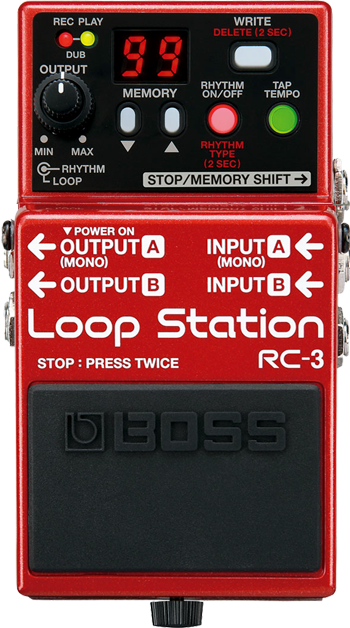 REC PLAY
WRITE
DELETE (2 SEC)
DUB
OUTPUT
99
MEMORY
RHYTHM
ON/OFF
TAP
TEMPO
MIN MAX
RHYTHM
LOOP
RHYTHM
TYPE
(2 SEC)
STOP/MEMORY SHIFT→
▼POWER ON
←OUTPUT A
(MONO)
INPUT A←
(MONO)
←OUTPUT B
INPUT B←
Loop Station
STOP : PRESS TWICE
RC-3
BOSS